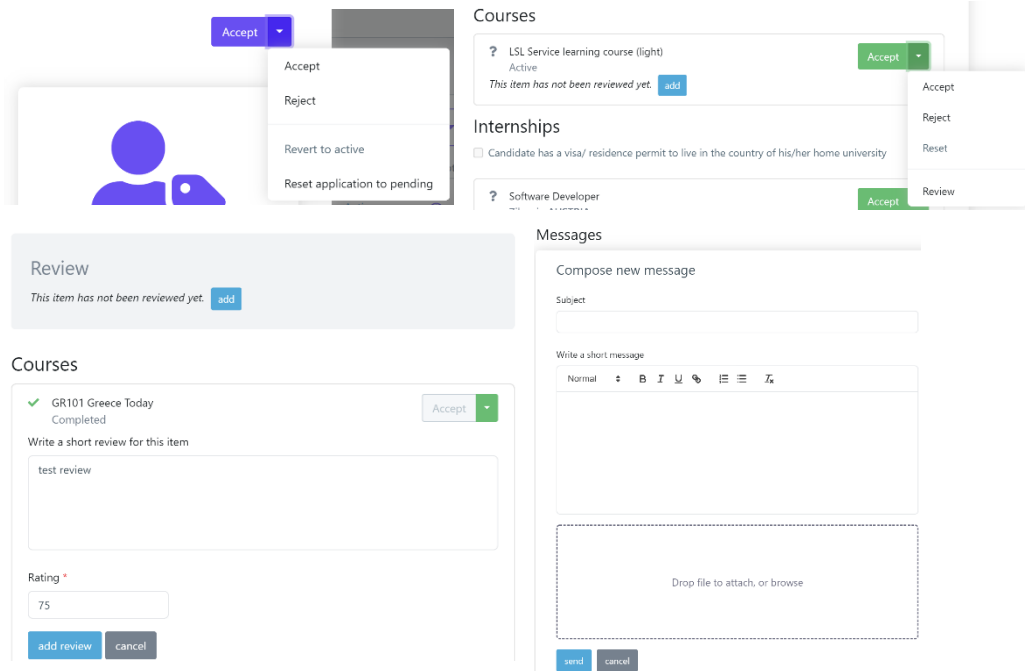 Accept
Accept
Reject
Revert to active
Reset application to pending
Courses
LSL Service learning course (light)
Active
This item has not been reviewed yet. add
Accept
Accept
Reject
Reset
Review
Internships
Candidate has a visa/ residence permit to live in the country of his/her home university
Software Developer
Accept
Review
This item has not been reviewed yet. add
Courses
GR101 Greece Today
Completed
Accept
Write a short review for this item
test review
Rating *
75
add review cancel
Messages
Compose new message
Subject
Write a short message
Normal B I U
Drop file to attach, or browse
send cancel